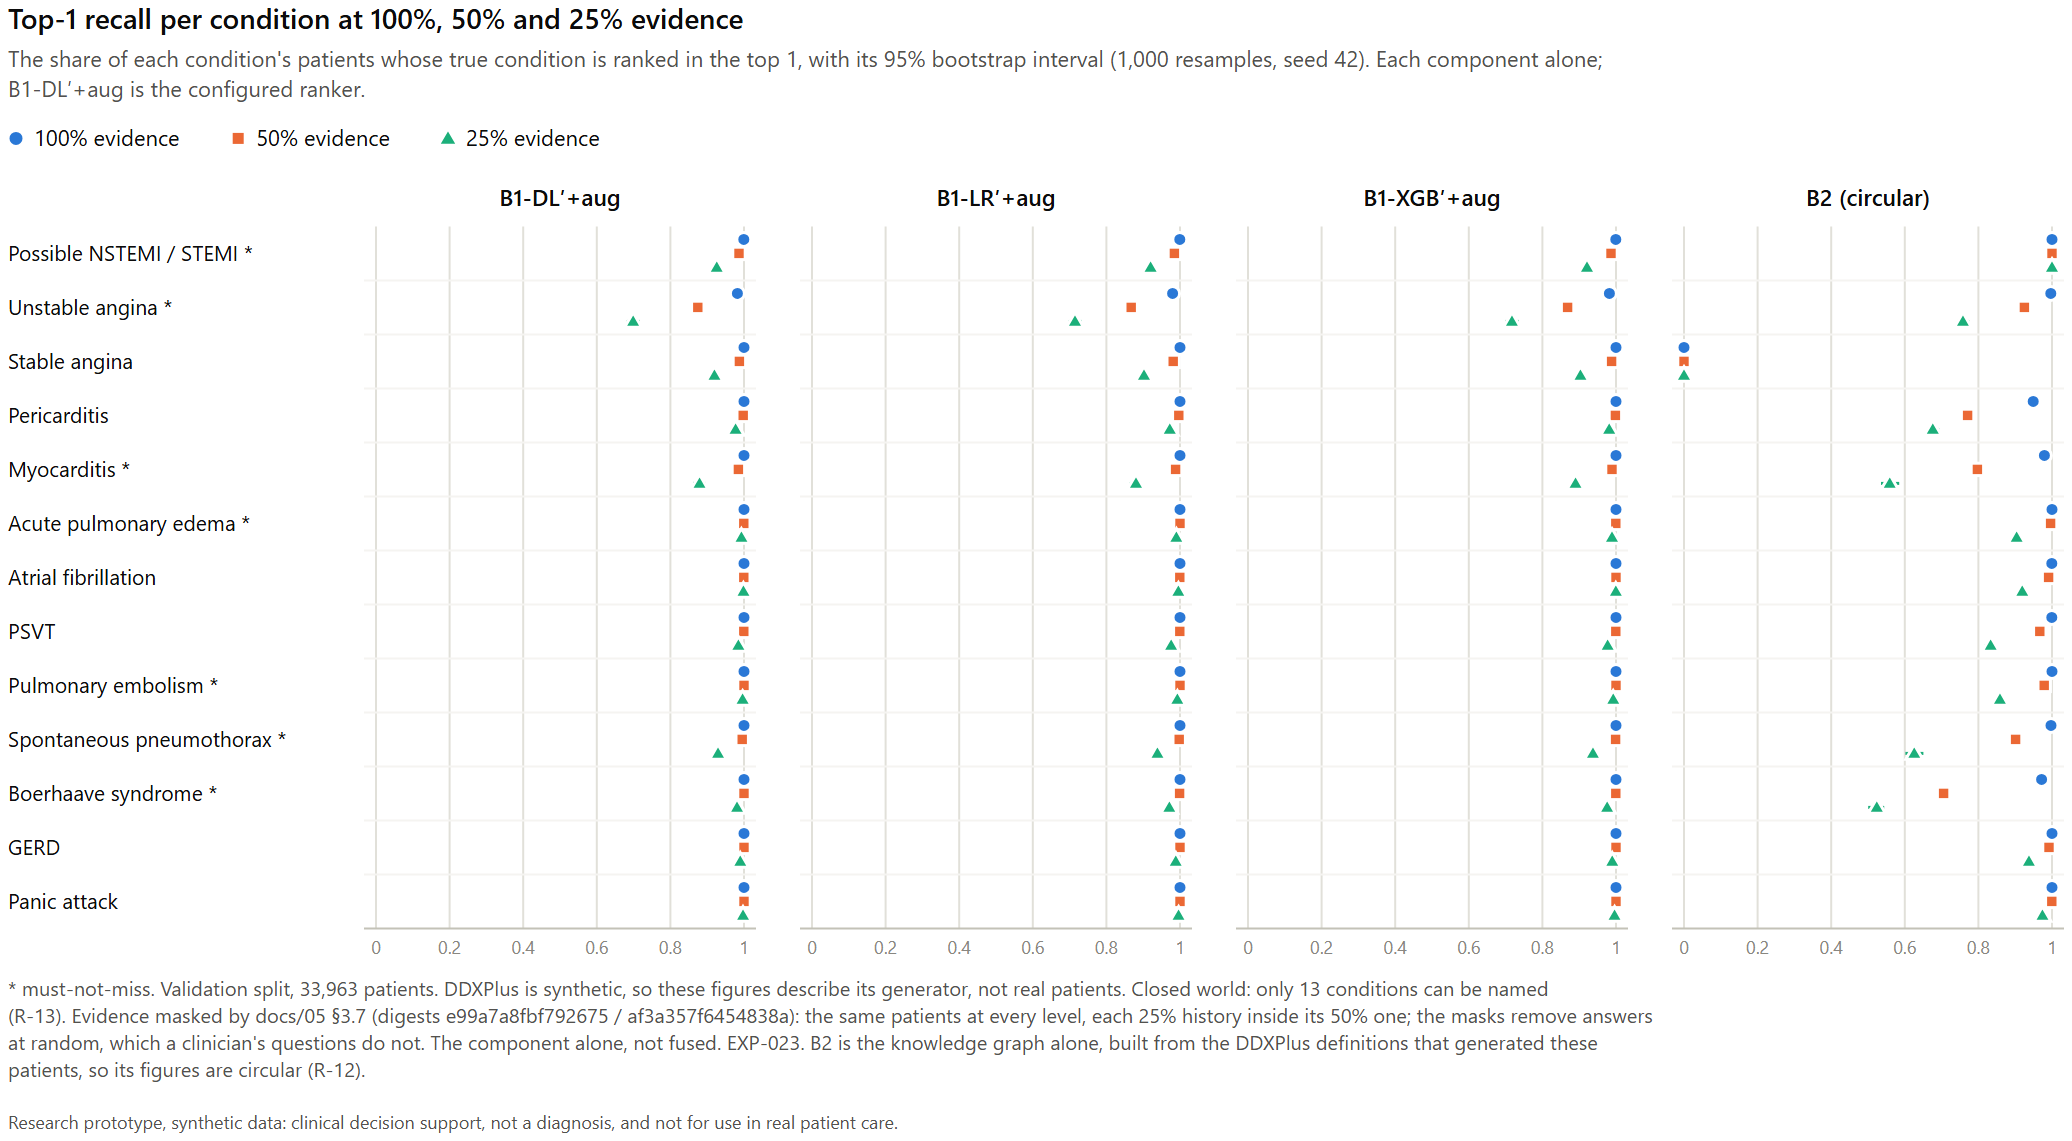 Top-1 recall per condition at 100%, 50% and 25% evidence
The share of each condition's patients whose true condition is ranked in the top 1, with its 95% bootstrap interval (1,000 resamples, seed 42). Each component alone;
B1-DL′+aug is the configured ranker.
100% evidence 50% evidence 25% evidence
B1-DL′+aug B1-LR′+aug B1-XGB′+aug B2 (circular)
Possible NSTEMI / STEMI *
Unstable angina *
Stable angina
Pericarditis
Myocarditis *
Acute pulmonary edema *
Atrial fibrillation
PSVT
Pulmonary embolism *
Spontaneous pneumothorax *
Boerhaave syndrome *
GERD
Panic attack
0 0.2 0.4 0.6 0.8 1 0 0.2 0.4 0.6 0.8 1 0 0.2 0.4 0.6 0.8 1 0 0.2 0.4 0.6 0.8 1
* must-not-miss. Validation split, 33,963 patients. DDXPlus is synthetic, so these figures describe its generator, not real patients. Closed world: only 13 conditions can be named
(R-13). Evidence masked by docs/05 §3.7 (digests e99a7a8fbf792675 / af3a357f6454838a): the same patients at every level, each 25% history inside its 50% one; the masks remove answers
at random, which a clinician's questions do not. The component alone, not fused. EXP-023. B2 is the knowledge graph alone, built from the DDXPlus definitions that generated these
patients, so its figures are circular (R-12).
Research prototype, synthetic data: clinical decision support, not a diagnosis, and not for use in real patient care.